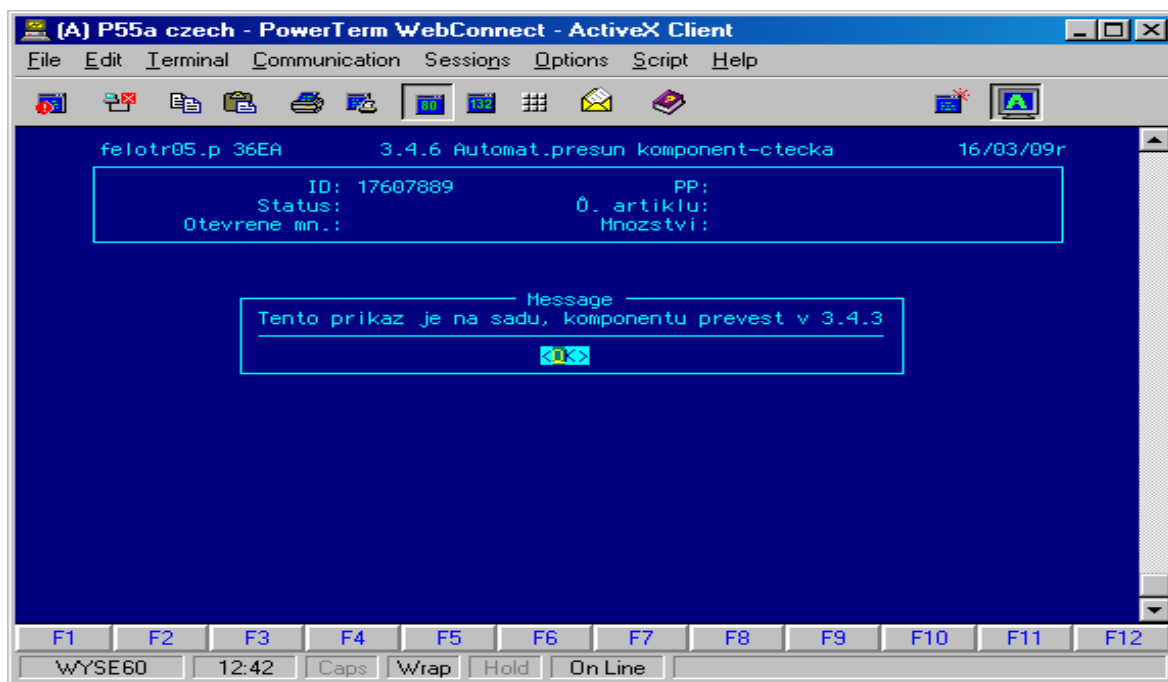 (A) P55a czech - PowerTerm WebConnect - ActiveX Client
File Edit Terminal Communication Sessions Options Script Help
80 132 A
felotr05.p 36EA 3.4.6 Automat.presun komponent-ctecka 16/03/09r
ID: 17607889 PP:
Status: Ô. artiklu:
Otevrene mn.: Mnozstvi:
Message
Tento prikaz je na sadu, komponentu prevest v 3.4.3
<OK>
F1 F2 F3 F4 F5 F6 F7 F8 F9 F10 F11 F12
WYSE60 12:42 Caps Wrap Hold On Line